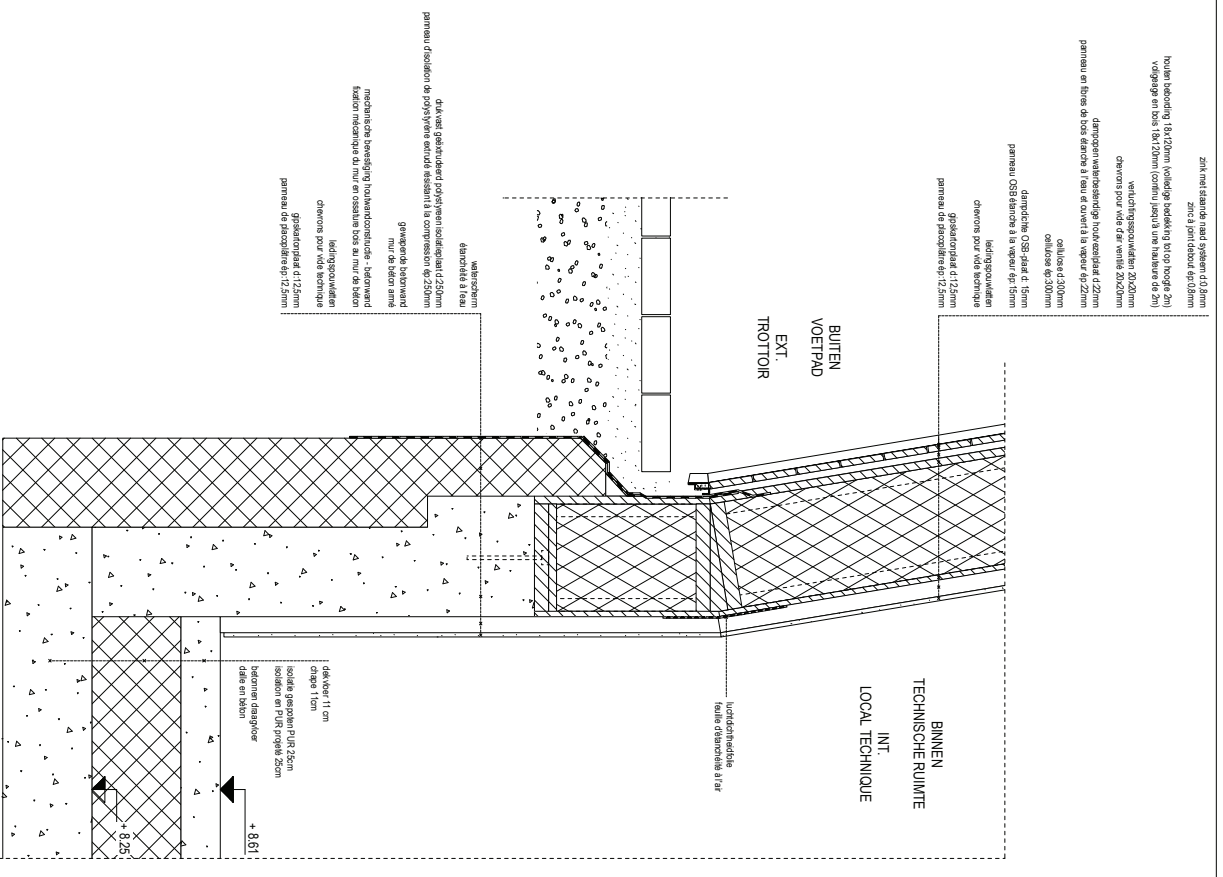 zink met staande naad systeem d:0,8mm
zinc à joint debout ép:0,8mm
houten bebording 18x120mm (volledige bedekking tot op hoogte 2m)
voligeage en bois 18x120mm (continu jusqu'à une hauteure de 2m)
verluchtingsspouwlatten 20x20mm
chevrons pour vide d'air ventilé 20x20mm
dampopen waterbestendige houtvezelplaat d:22mm
panneau en fibres de bois étanche à l'eau et ouvert à la vapeur ép:22mm
cellulose d:300mm
cellulose ép:300mm
dampdichte OSB-plaat d: 15mm
panneau OSB étanche à la vapeur ép: 15mm
leidingspouwlatten
chevrons pour vide technique
gipskartonplaat d:12,5mm
panneau de placoplâtre ép:12,5mm
BUITEN
VOETPAD
EXT.
TROTTOIR
BINNEN
TECHNISCHE RUIMTE
INT.
LOCAL TECHNIQUE
luchtdichtheidfolie
feuille d'étanchéité à l'air
waterscherm
étanchéité à l'eau
drukvast geëxtrudeerd polystyreen isolatieplaat d:250mm
panneau d'isolation de polystyrène extrudé résistant à la compression ép:250mm
gewapende betonwand
mur de béton armé
mechanische bevestiging houtwandconstructie - betonwand
fixation mécanique du mur en ossature bois au mur de béton
leidingspouwlatten
chevrons pour vide technique
gipskartonplaat d:12,5mm
panneau de placoplâtre ép:12,5mm
dekvloer 11 cm
chape 11cm
isolatie gespoten PUR 25cm
isolation en PUR projeté 25cm
betonnen draagvloer
dalle en béton
+ 8.61
+ 8.25